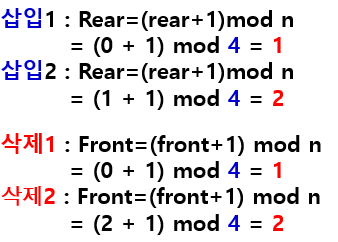 삽입1 : Rear=(rear+1)mod n
= (0 + 1) mod 4 = 1
삽입2 : Rear=(rear+1)mod n
= (1 + 1) mod 4 = 2
삭제1 : Front=(front+1) mod n
= (0 + 1) mod 4 = 1
삭제2 : Front=(front+1) mod n
= (2 + 1) mod 4 = 2